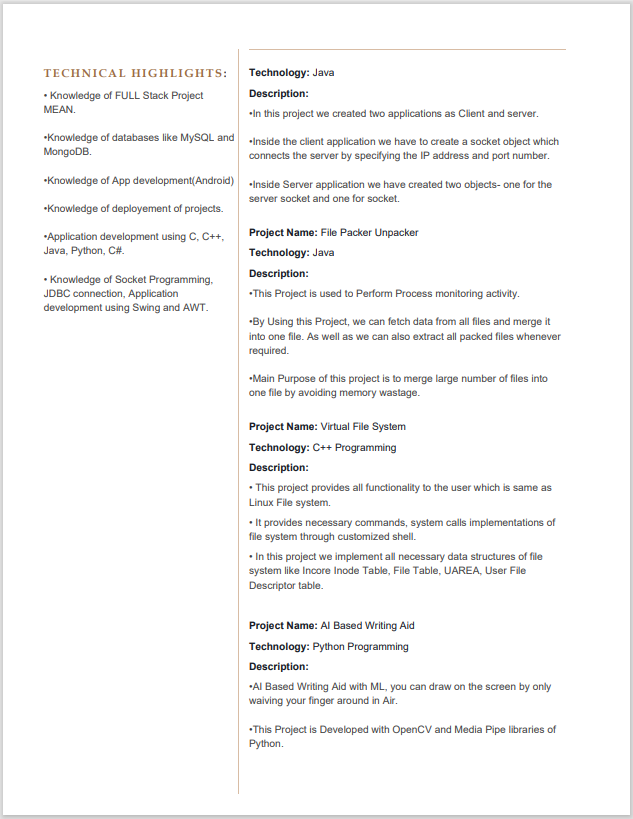 TECHNICAL HIGHLIGHTS:
• Knowledge of FULL Stack Project
MEAN.
•Knowledge of databases like MySQL and
MongoDB.
•Knowledge of App development(Android)
•Knowledge of deployement of projects.
•Application development using C, C++,
Java, Python, C#.
• Knowledge of Socket Programming,
JDBC connection, Application
development using Swing and AWT.
Technology: Java
Description:
•In this project we created two applications as Client and server.
•Inside the client application we have to create a socket object which
connects the server by specifying the IP address and port number.
•Inside Server application we have created two objects- one for the
server socket and one for socket.
Project Name: File Packer Unpacker
Technology: Java
Description:
•This Project is used to Perform Process monitoring activity.
•By Using this Project, we can fetch data from all files and merge it
into one file. As well as we can also extract all packed files whenever
required.
•Main Purpose of this project is to merge large number of files into
one file by avoiding memory wastage.
Project Name: Virtual File System
Technology: C++ Programming
Description:
• This project provides all functionality to the user which is same as
Linux File system.
• It provides necessary commands, system calls implementations of
file system through customized shell.
• In this project we implement all necessary data structures of file
system like Incore Inode Table, File Table, UAREA, User File
Descriptor table.
Project Name: AI Based Writing Aid
Technology: Python Programming
Description:
•AI Based Writing Aid with ML, you can draw on the screen by only
waiving your finger around in Air.
•This Project is Developed with OpenCV and Media Pipe libraries of
Python.